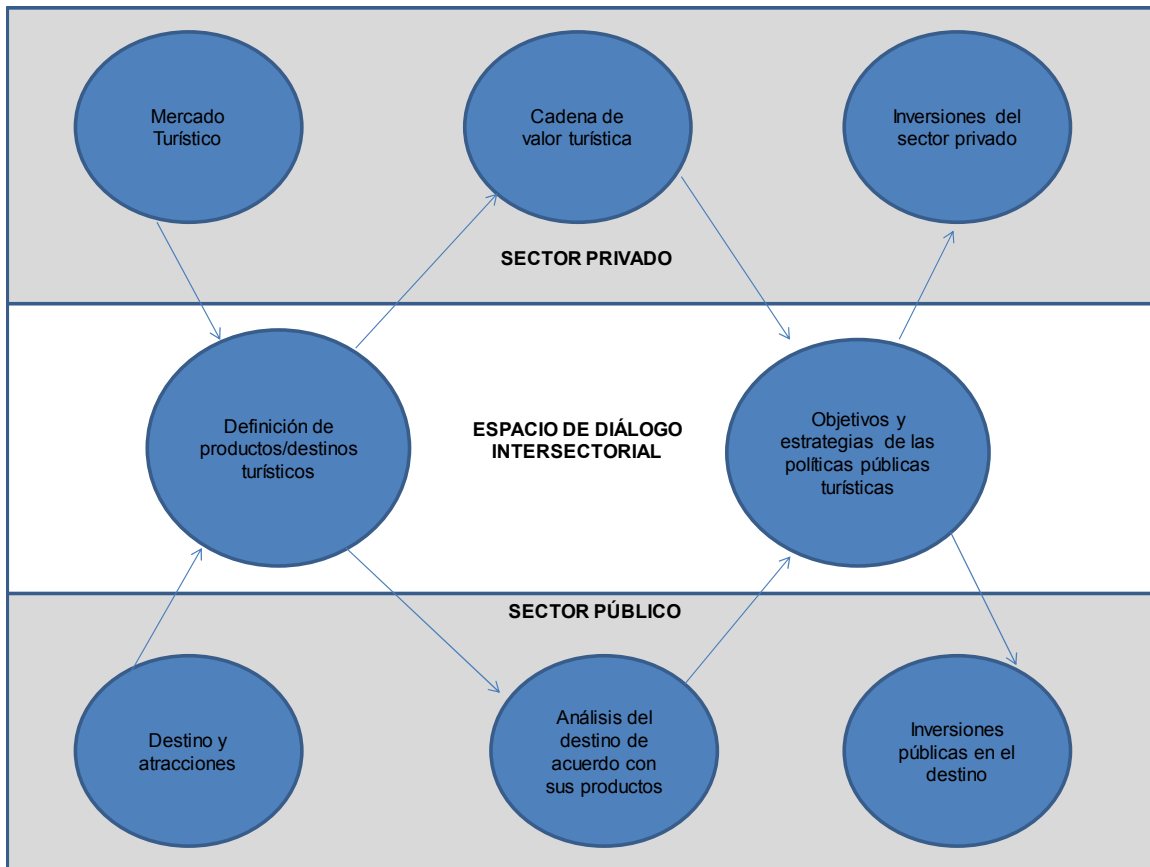 Mercado
Turístico
Cadena de
valor turística
Inversiones del
sector privado
SECTOR PRIVADO
Definición de
productos/destinos
turísticos
ESPACIO DE DIÁLOGO
INTERSECTORIAL
Objetivos y
estrategias de las
políticas públicas
turísticas
SECTOR PÚBLICO
Destino y
atracciones
Análisis del
destino de
acuerdo con
sus productos
Inversiones
públicas en el
destino